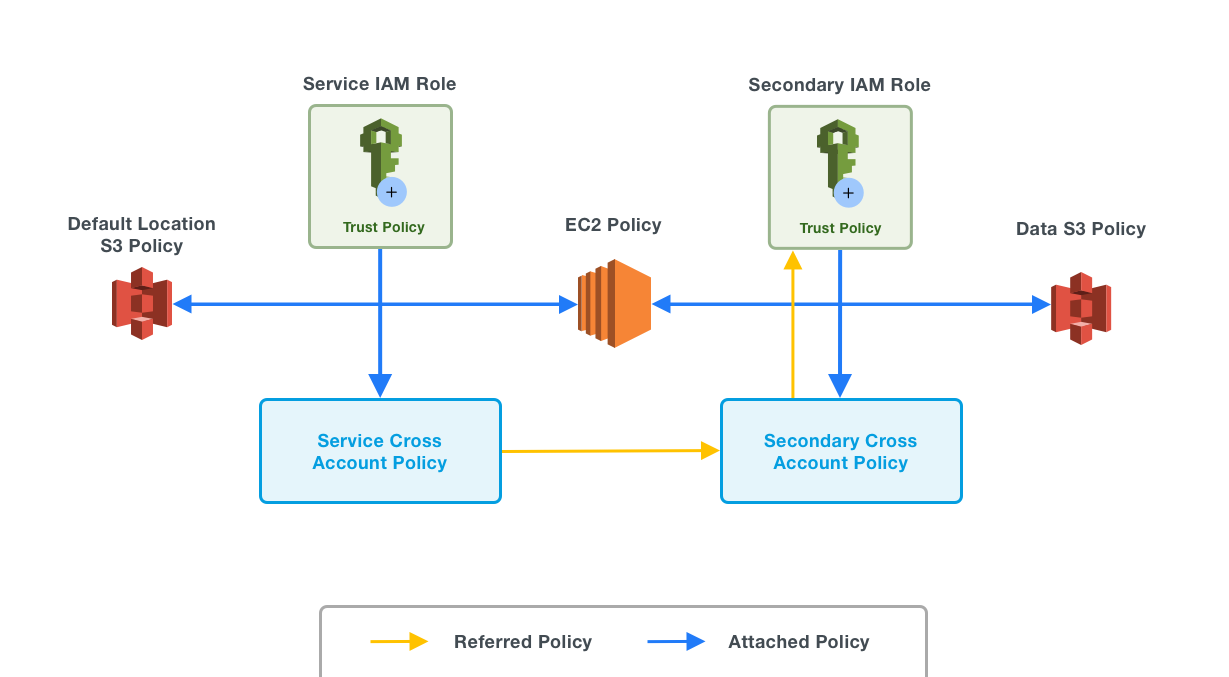 Service IAM Role
Secondary IAM Role
Trust Policy
Trust Policy
Default Location
S3 Policy
EC2 Policy
Data S3 Policy
Service Cross
Account Policy
Secondary Cross
Account Policy
Referred Policy
Attached Policy